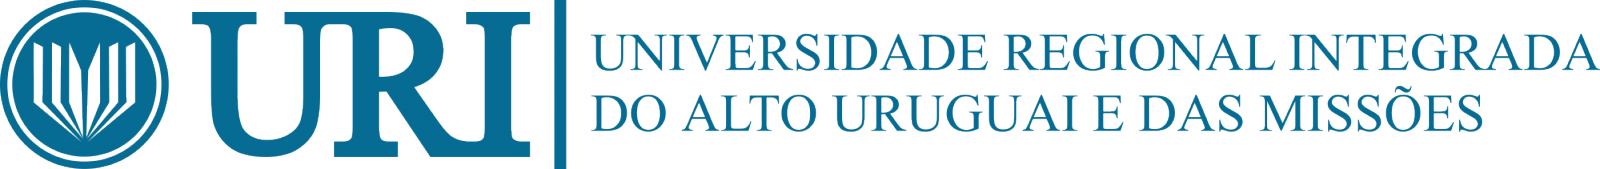 URI
UNIVERSIDADE REGIONAL INTEGRADA
DO ALTO URUGUAI E DAS MISSÕES